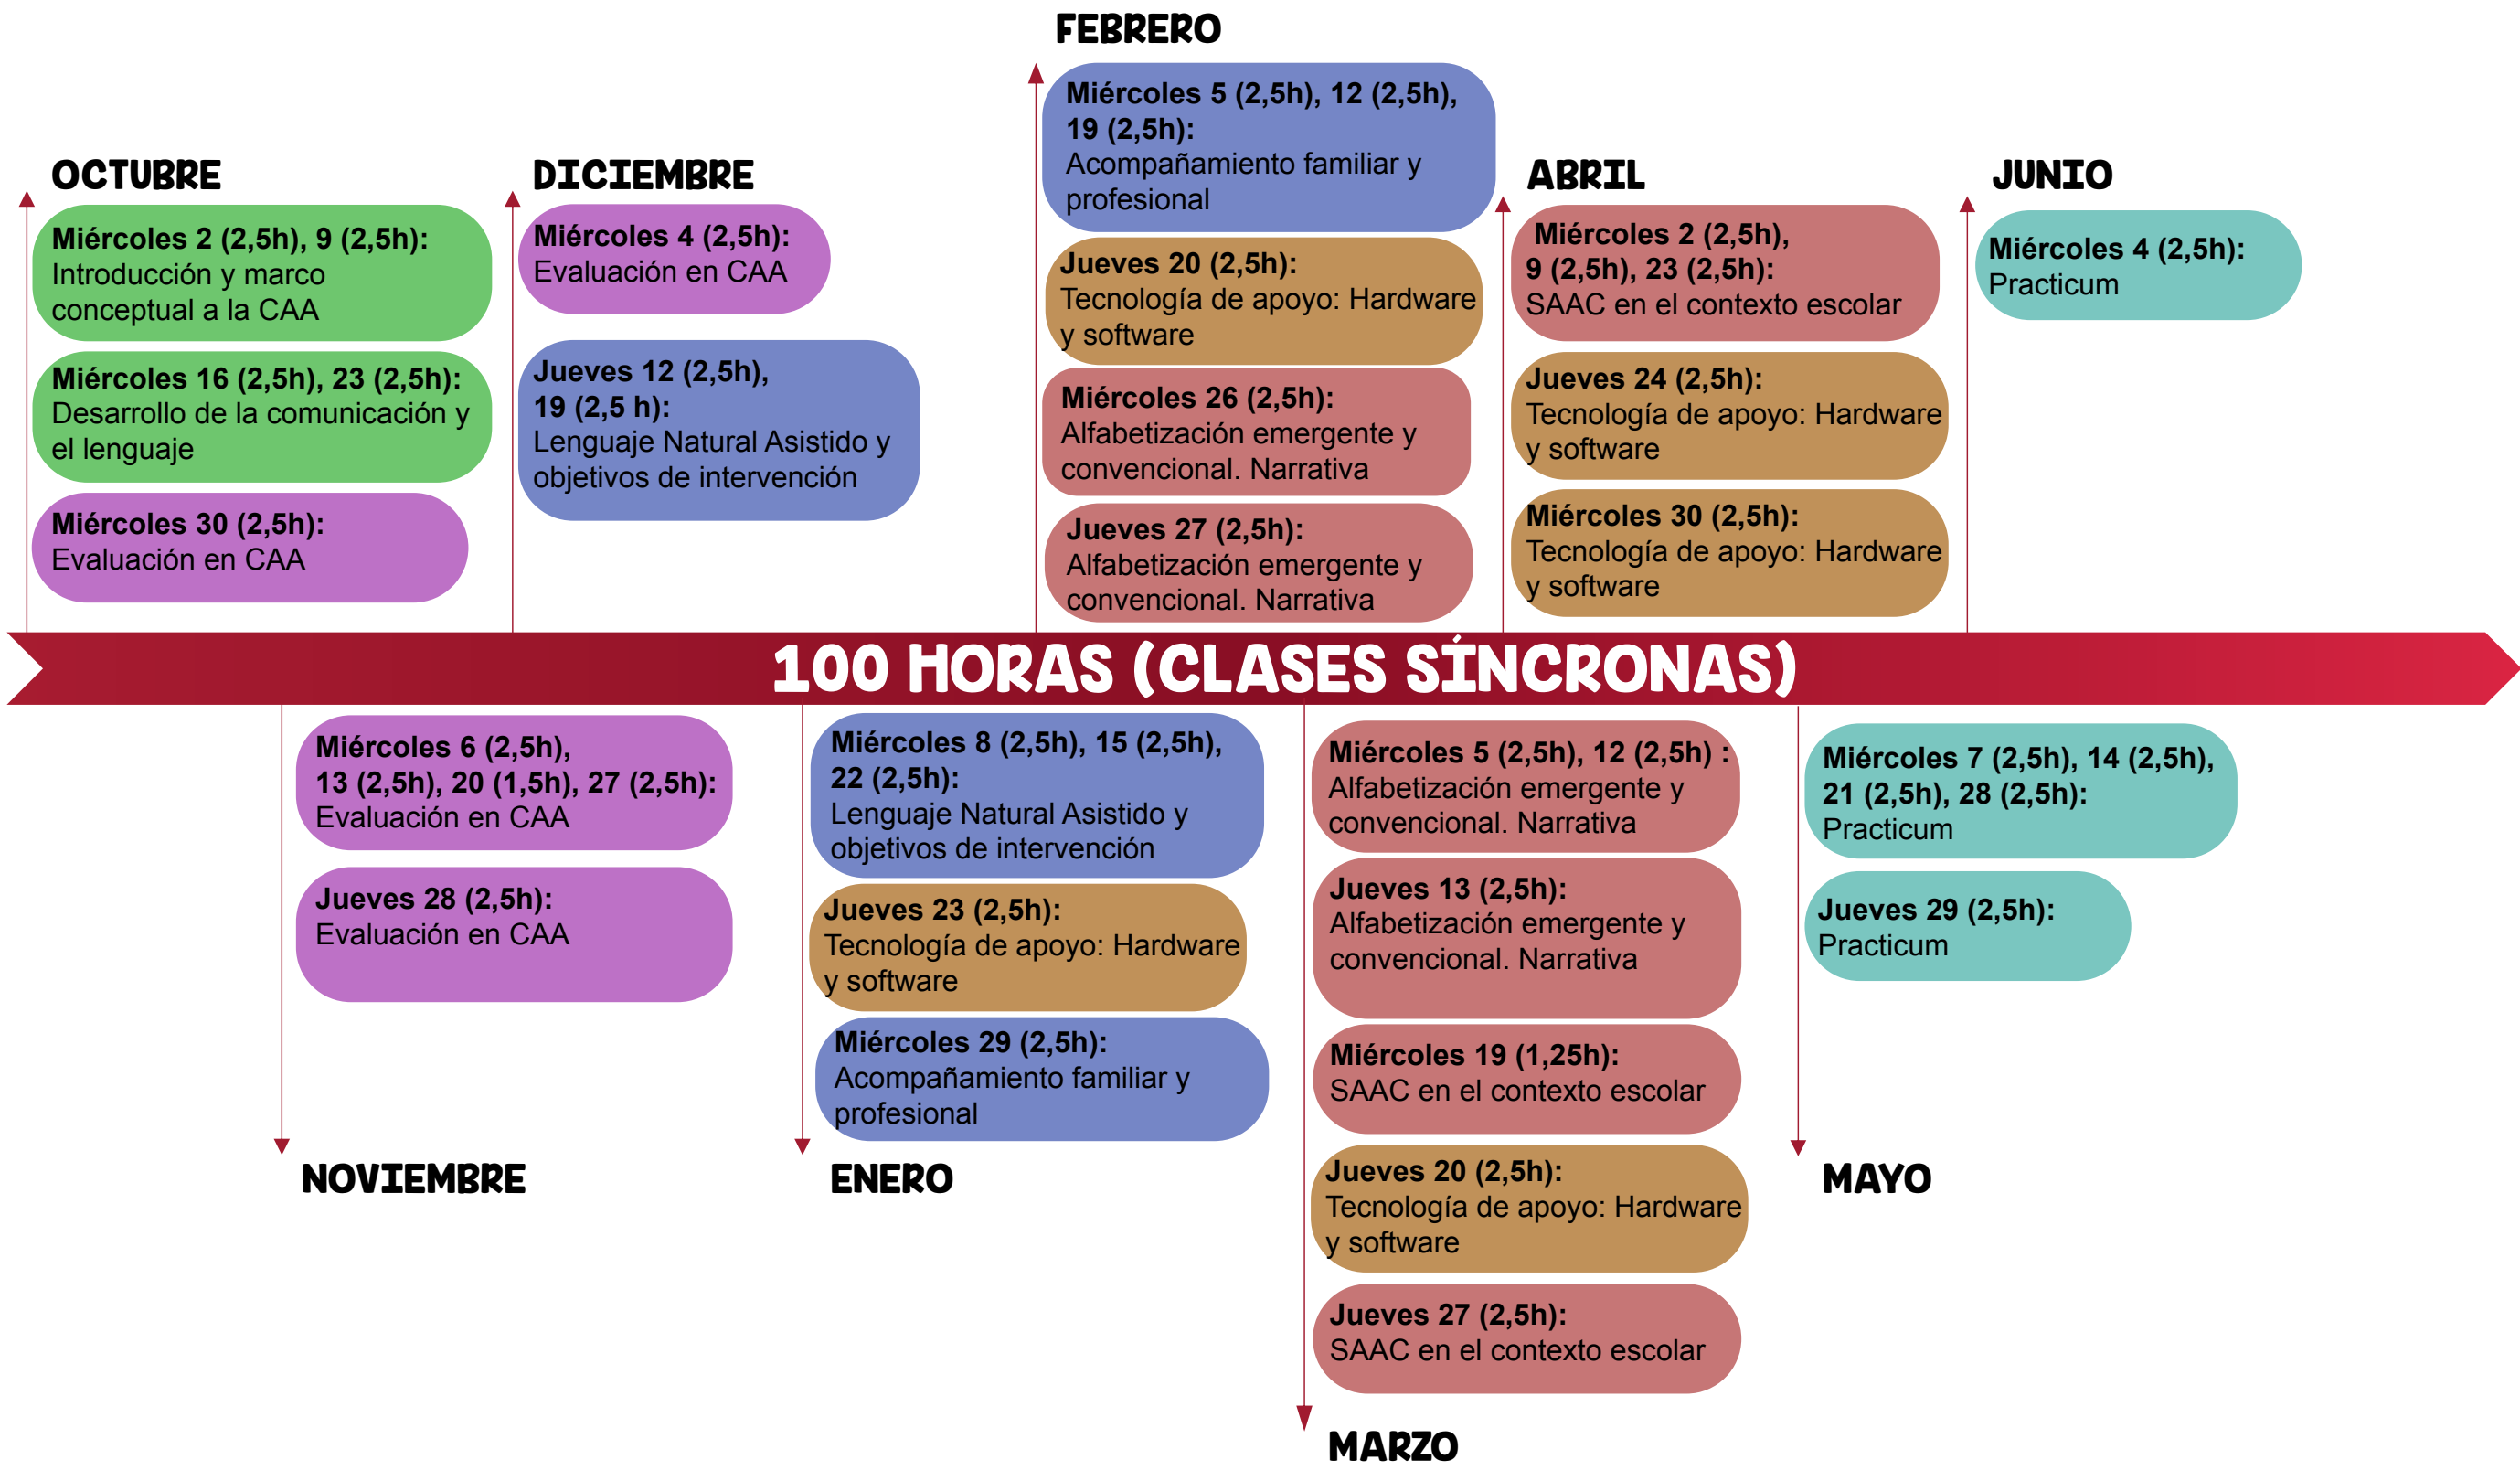 OCTUBRE
Miércoles 2 (2,5h), 9 (2,5h):
Introducción y marco
conceptual a la CAA
Miércoles 16 (2,5h), 23 (2,5h):
Desarrollo de la comunicación y
el lenguaje
Miércoles 30 (2,5h):
Evaluación en CAA
DICIEMBRE
Miércoles 4 (2,5h):
Evaluación en CAA
Jueves 12 (2,5h),
19 (2,5 h):
Lenguaje Natural Asistido y
objetivos de intervención
FEBRERO
Miércoles 5 (2,5h), 12 (2,5h),
19 (2,5h):
Acompañamiento familiar y
profesional
Jueves 20 (2,5h):
Tecnología de apoyo: Hardware
y software
Miércoles 26 (2,5h):
Alfabetización emergente y
convencional. Narrativa
Jueves 27 (2,5h):
Alfabetización emergente y
convencional. Narrativa
ABRIL
Miércoles 2 (2,5h),
9 (2,5h), 23 (2,5h):
SAAC en el contexto escolar
Jueves 24 (2,5h):
Tecnología de apoyo: Hardware
y software
Miércoles 30 (2,5h):
Tecnología de apoyo: Hardware
y software
JUNIO
Miércoles 4 (2,5h):
Practicum
100 HORAS (CLASES SÍNCRONAS)
Miércoles 6 (2,5h),
13 (2,5h), 20 (1,5h), 27 (2,5h):
Evaluación en CAA
Jueves 28 (2,5h):
Evaluación en CAA
NOVIEMBRE
Miércoles 8 (2,5h), 15 (2,5h),
22 (2,5h):
Lenguaje Natural Asistido y
objetivos de intervención
Jueves 23 (2,5h):
Tecnología de apoyo: Hardware
y software
Miércoles 29 (2,5h):
Acompañamiento familiar y
profesional
ENERO
Miércoles 5 (2,5h), 12 (2,5h) :
Alfabetización emergente y
convencional. Narrativa
Jueves 13 (2,5h):
Alfabetización emergente y
convencional. Narrativa
Miércoles 19 (1,25h):
SAAC en el contexto escolar
Jueves 20 (2,5h):
Tecnología de apoyo: Hardware
y software
Jueves 27 (2,5h):
SAAC en el contexto escolar
MARZO
Miércoles 7 (2,5h), 14 (2,5h),
21 (2,5h), 28 (2,5h):
Practicum
Jueves 29 (2,5h):
Practicum
MAYO